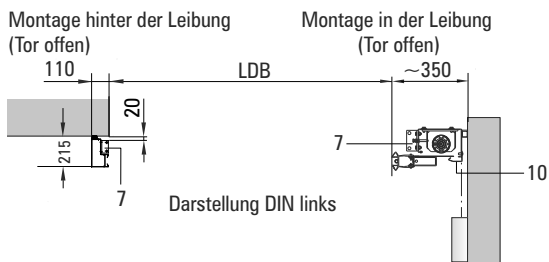 Montage hinter der Leibung
(Tor offen)
Montage in der Leibung
(Tor offen)
110
LDB
~350
20
215
7
7
10
Darstellung DIN links